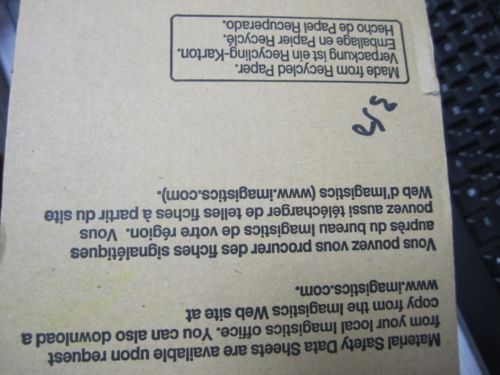 Material Safety Data Sheets are available upon request
from your local Imagistics office. You can also download a
copy from the Imagistics Web site at
www.imagistics.com.
Vous pouvez vous procurer des fiches signalétiques
auprès du bureau Imagistics de votre région. Vous
pouvez aussi télécharger de telles fiches à partir du site
Web d'Imagistics (www.imagistics.com).
Made from Recycled Paper.
Verpackung ist ein Recycling-Karton.
Emballage en Papier Recyclé.
Hecho de Papel Recuperado.